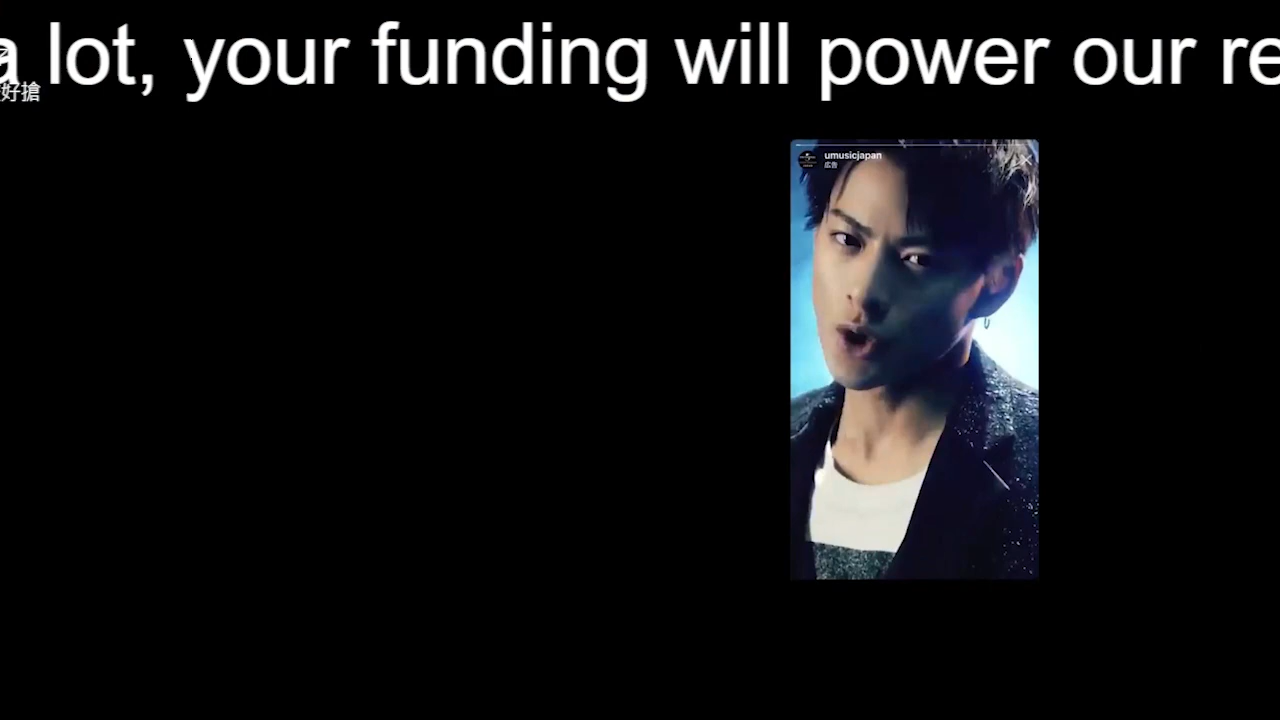 a lot, your funding will power our re
好搶
umusicjapan
広告